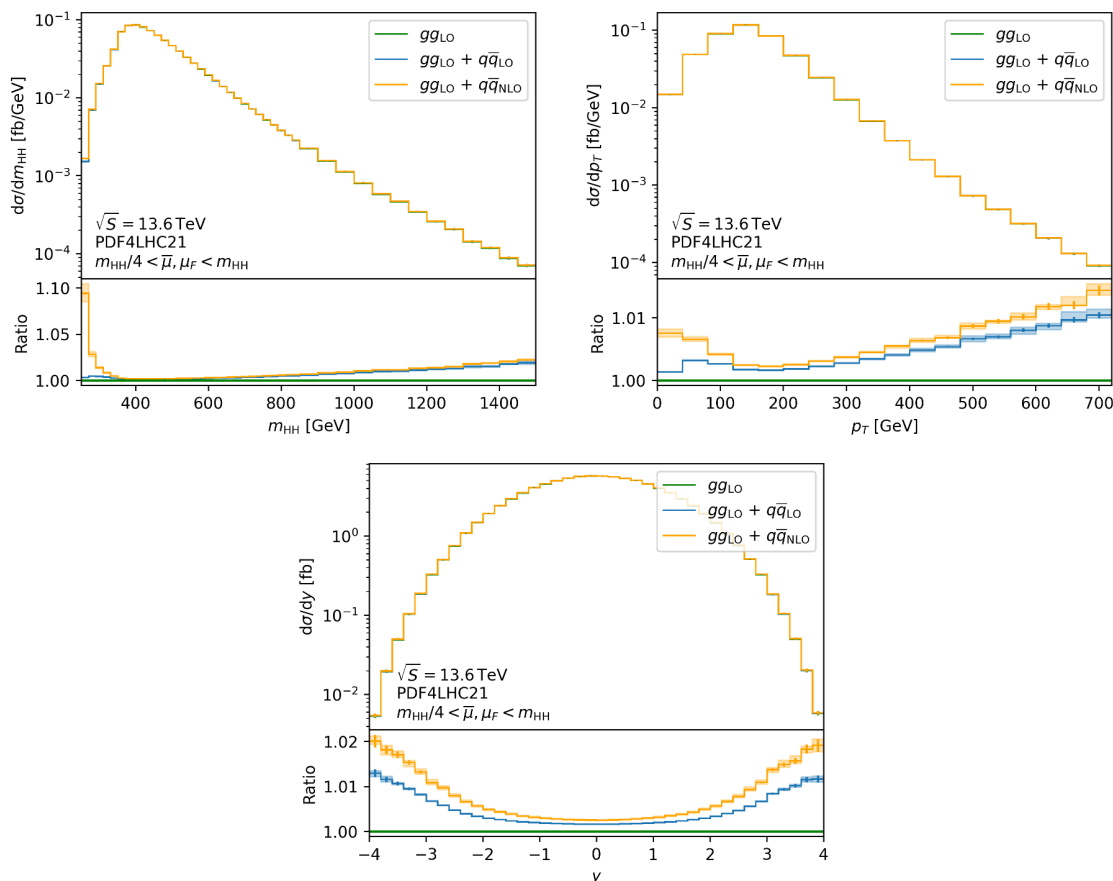 10⁻¹
10⁻²
10⁻³
10⁻⁴
dσ/dm_HH [fb/GeV]
gg_LO
gg_LO + qq̅_LO
gg_LO + qq̅_NLO
√S = 13.6 TeV
PDF4LHC21
m_HH/4 < μ̅, μ_F < m_HH
1.10
1.05
1.00
Ratio
400 600 800 1000 1200 1400
m_HH [GeV]
10⁻¹
10⁻²
10⁻³
10⁻⁴
dσ/dp_T [fb/GeV]
gg_LO
gg_LO + qq̅_LO
gg_LO + qq̅_NLO
√S = 13.6 TeV
PDF4LHC21
m_HH/4 < μ̅, μ_F < m_HH
1.01
1.00
Ratio
0 100 200 300 400 500 600 700
p_T [GeV]
10⁰
10⁻¹
10⁻²
dσ/dy [fb]
gg_LO
gg_LO + qq̅_LO
gg_LO + qq̅_NLO
√S = 13.6 TeV
PDF4LHC21
m_HH/4 < μ̅, μ_F < m_HH
1.02
1.01
1.00
Ratio
−4 −3 −2 −1 0 1 2 3 4
y